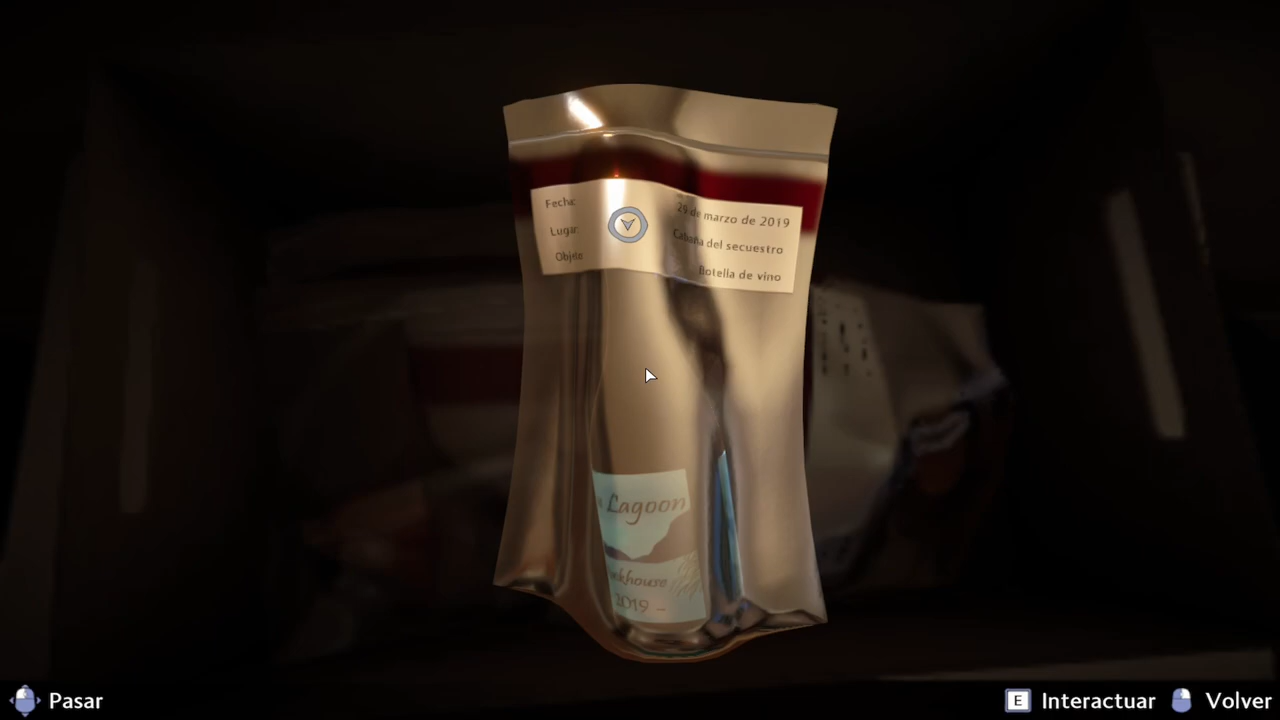 Fecha: 29 de marzo de 2019
Lugar: Cabaña del secuestro
Objeto Botella de vino
Lagoon
2019 -
Pasar
E Interactuar
Volver